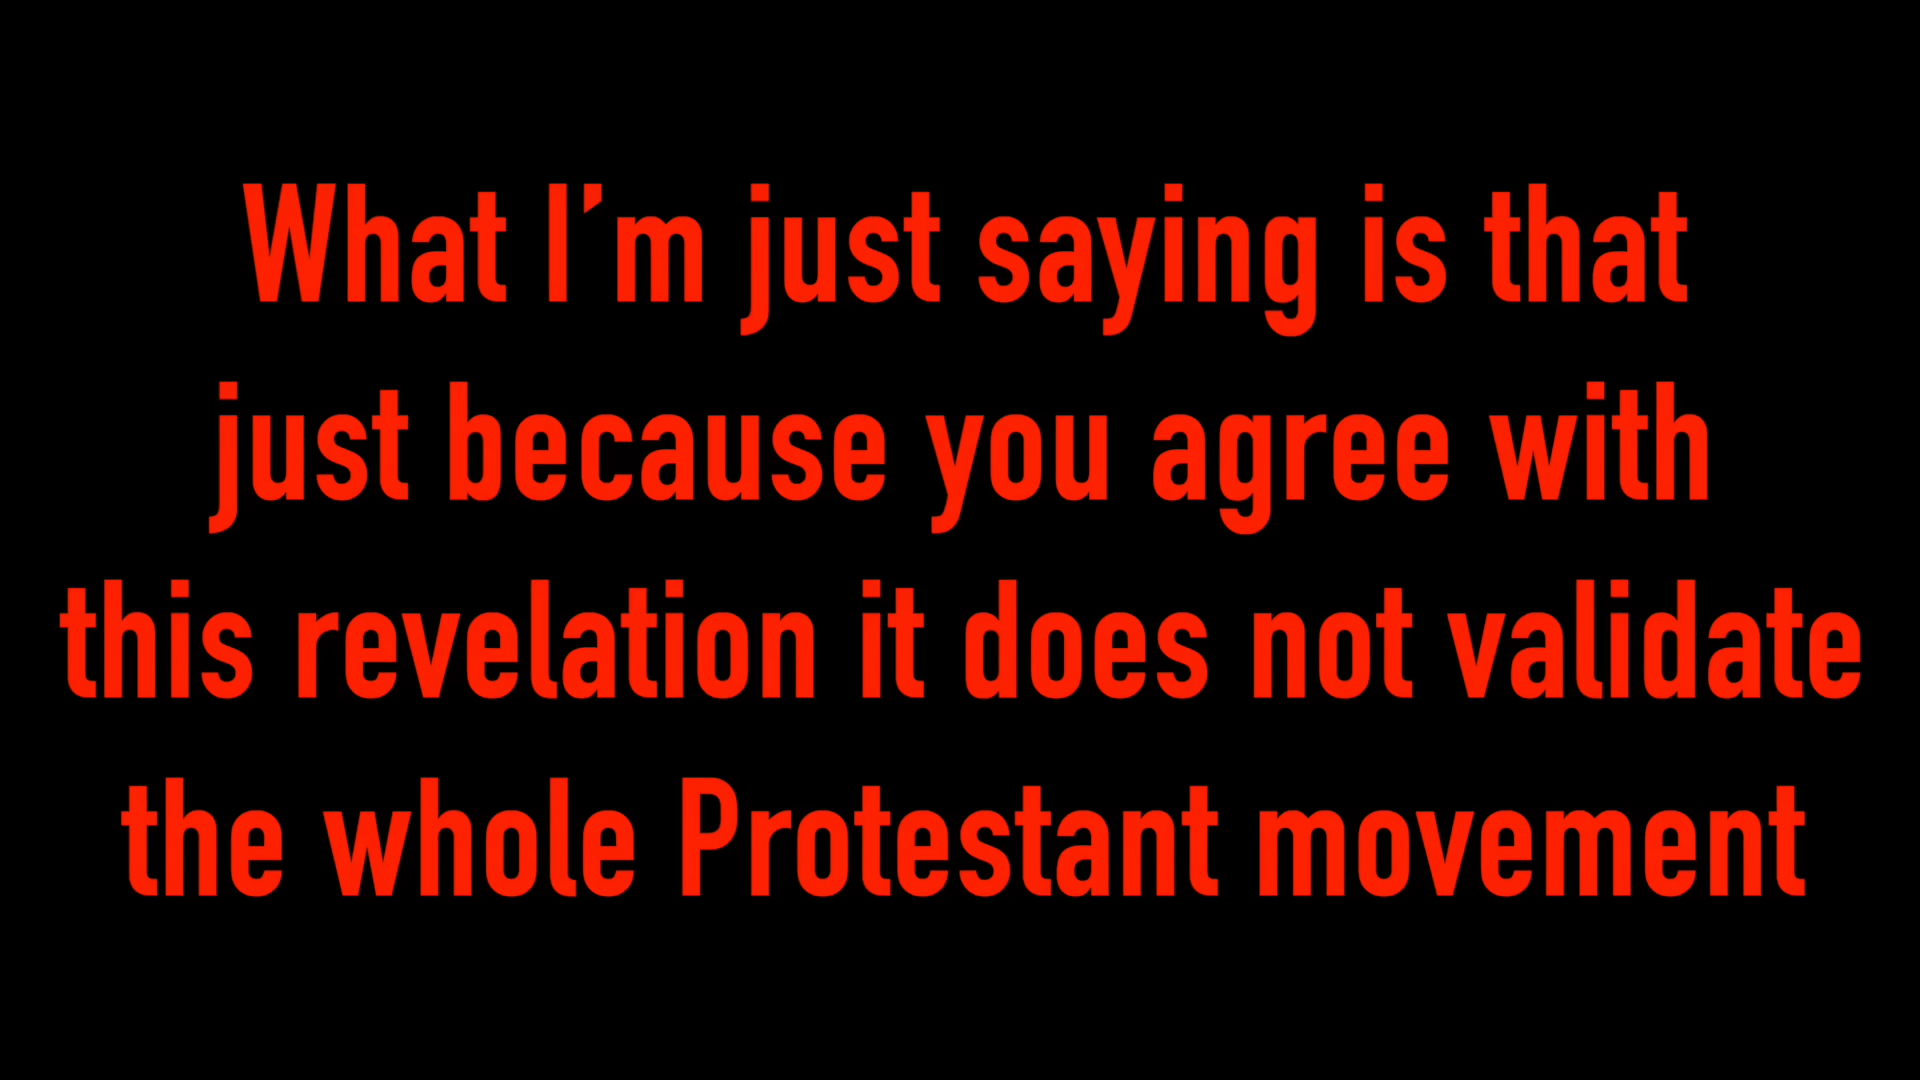 What I'm just saying is that
just because you agree with
this revelation it does not validate
the whole Protestant movement